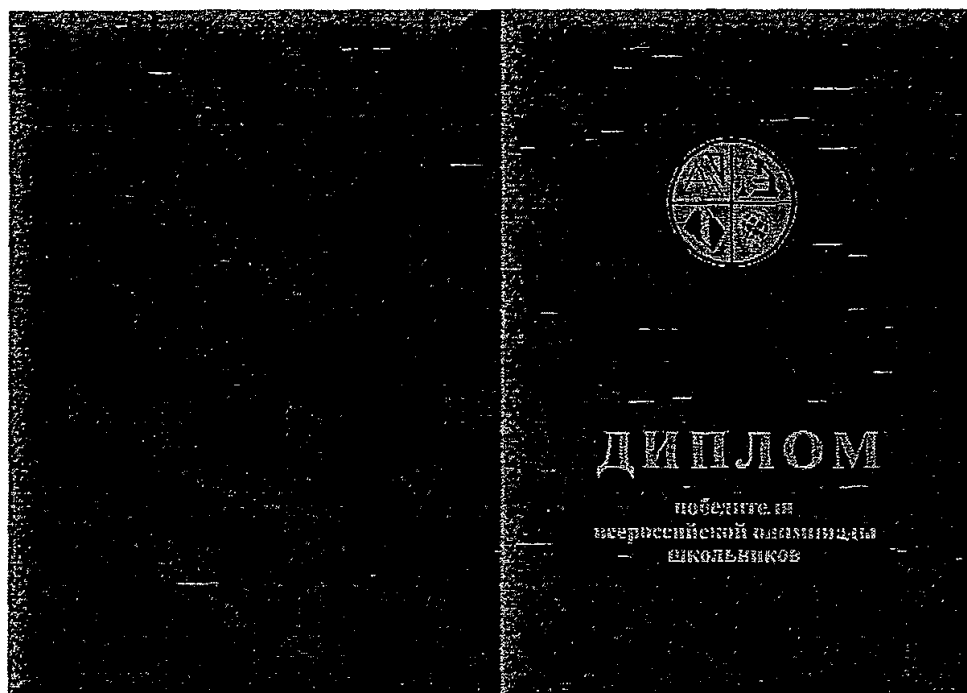 ДИПЛОМ
победителя
всероссийской олимпиады
школьников